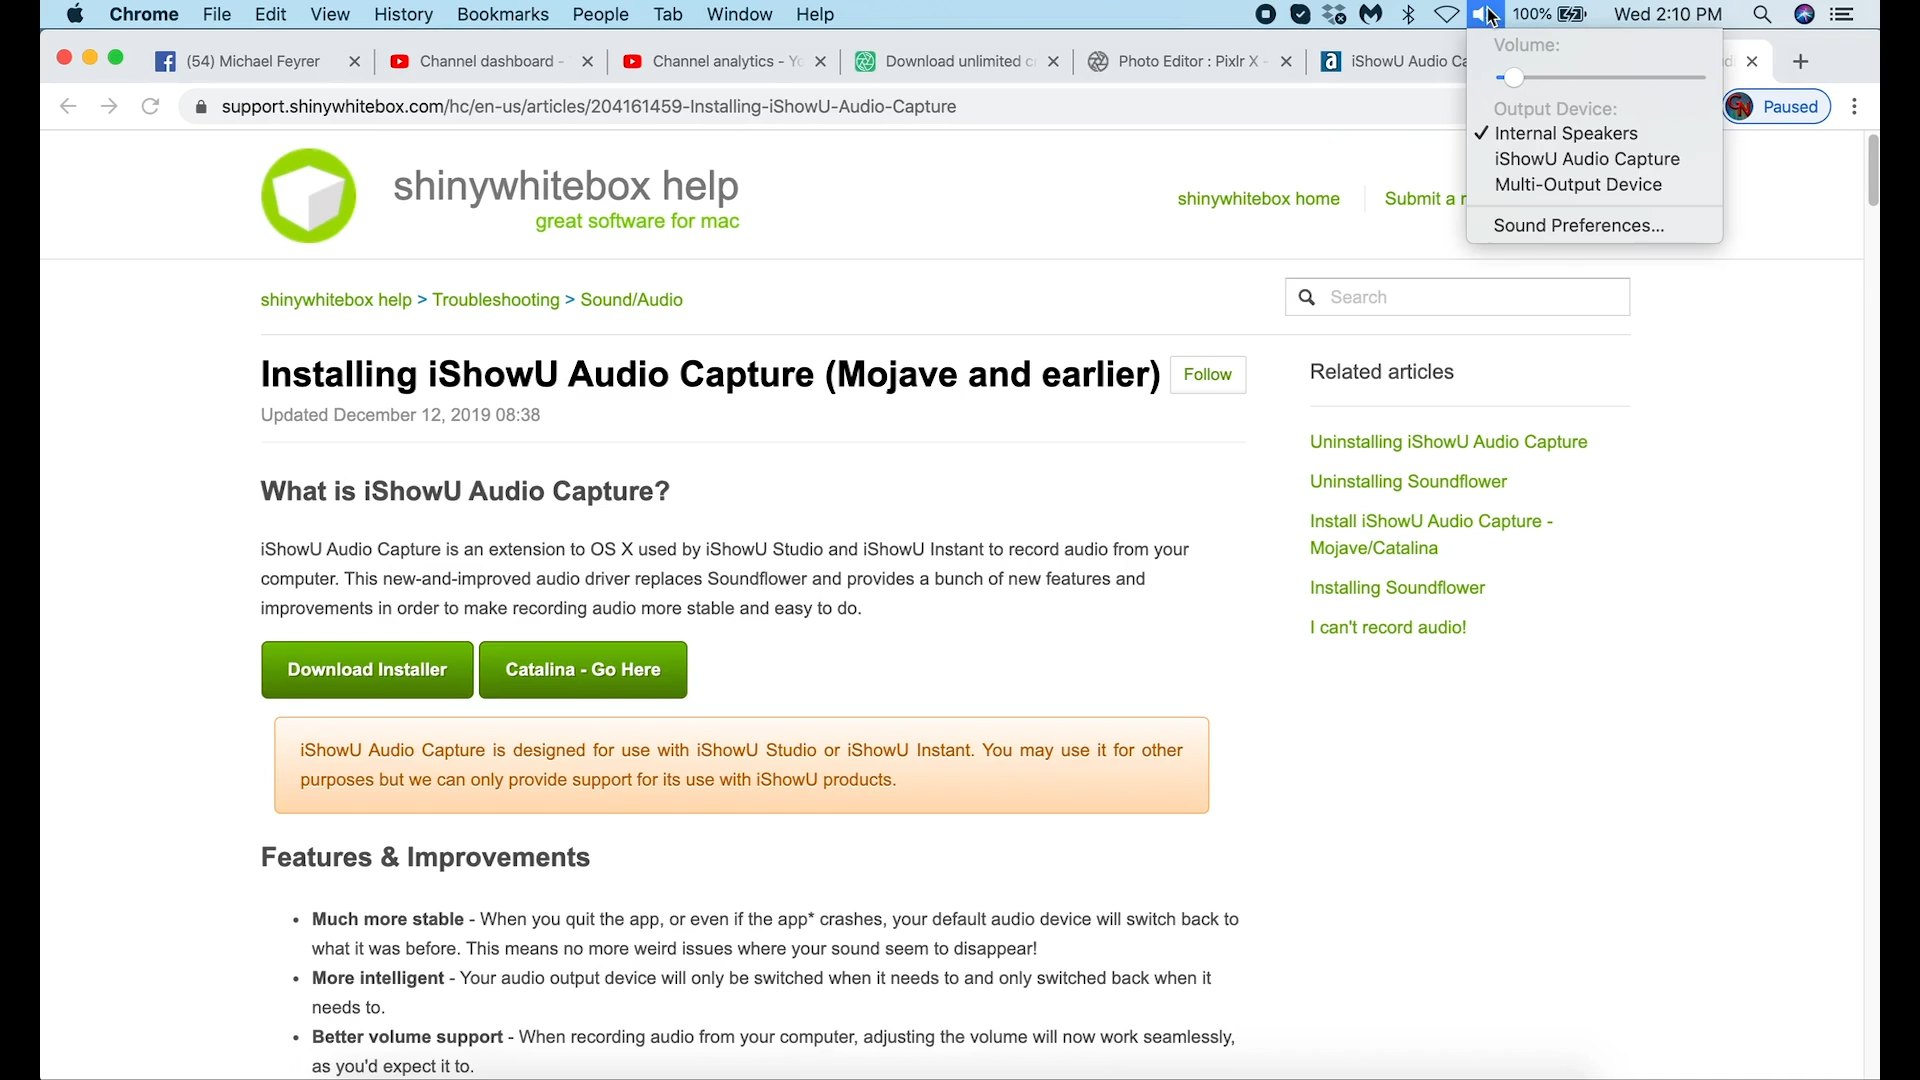 Chrome File Edit View History Bookmarks People Tab Window Help 100% Wed 2:10 PM
(54) Michael Feyrer Channel dashboard - Channel analytics - Yo Download unlimited c Photo Editor : Pixlr X - iShowU Audio Ca
support.shinywhitebox.com/hc/en-us/articles/204161459-Installing-iShowU-Audio-Capture Paused
Volume:
Output Device:
✓ Internal Speakers
iShowU Audio Capture
Multi-Output Device
Sound Preferences...
shinywhitebox help
great software for mac
shinywhitebox home Submit a r
shinywhitebox help > Troubleshooting > Sound/Audio
Search
Installing iShowU Audio Capture (Mojave and earlier) Follow
Updated December 12, 2019 08:38
What is iShowU Audio Capture?
iShowU Audio Capture is an extension to OS X used by iShowU Studio and iShowU Instant to record audio from your
computer. This new-and-improved audio driver replaces Soundflower and provides a bunch of new features and
improvements in order to make recording audio more stable and easy to do.
Download Installer Catalina - Go Here
iShowU Audio Capture is designed for use with iShowU Studio or iShowU Instant. You may use it for other
purposes but we can only provide support for its use with iShowU products.
Features & Improvements
• Much more stable - When you quit the app, or even if the app* crashes, your default audio device will switch back to
what it was before. This means no more weird issues where your sound seem to disappear!
• More intelligent - Your audio output device will only be switched when it needs to and only switched back when it
needs to.
• Better volume support - When recording audio from your computer, adjusting the volume will now work seamlessly,
as you'd expect it to.
Related articles
Uninstalling iShowU Audio Capture
Uninstalling Soundflower
Install iShowU Audio Capture -
Mojave/Catalina
Installing Soundflower
I can't record audio!